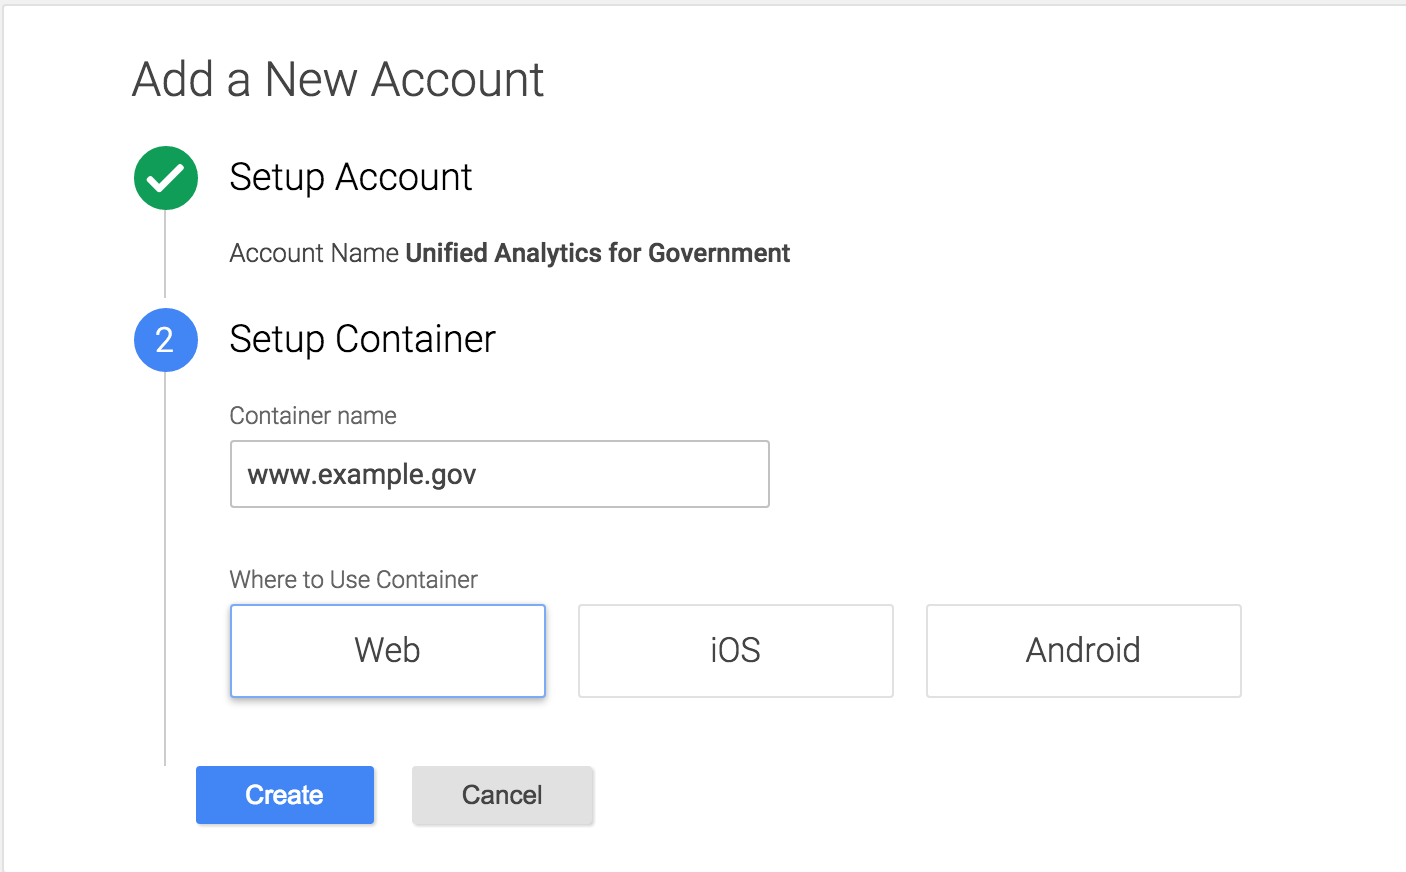 Add a New Account
Setup Account
Account Name Unified Analytics for Government
2
Setup Container
Container name
www.example.gov
Where to Use Container
Web
iOS
Android
Create
Cancel